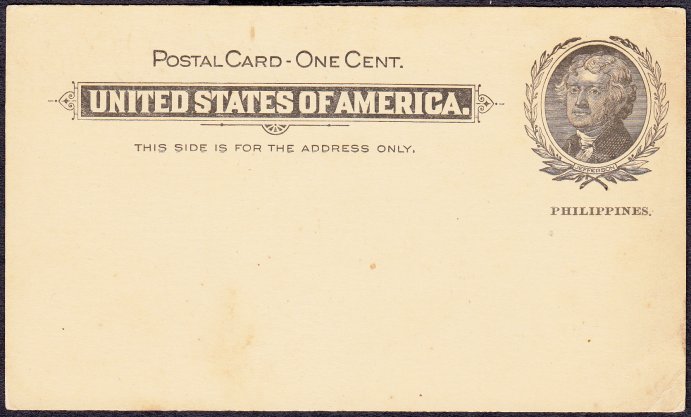 POSTAL CARD - ONE CENT.
UNITED STATES OF AMERICA.
THIS SIDE IS FOR THE ADDRESS ONLY.
JEFFERSON
PHILIPPINES.